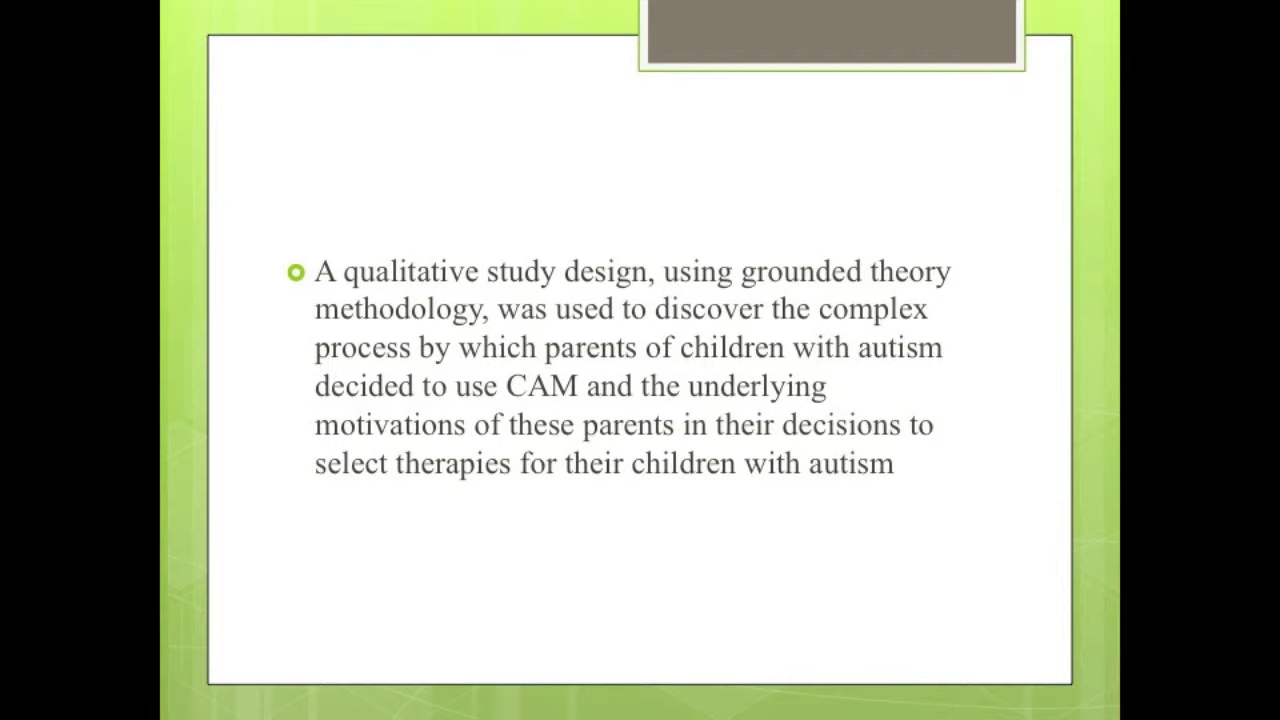 A qualitative study design, using grounded theory
methodology, was used to discover the complex
process by which parents of children with autism
decided to use CAM and the underlying
motivations of these parents in their decisions to
select therapies for their children with autism